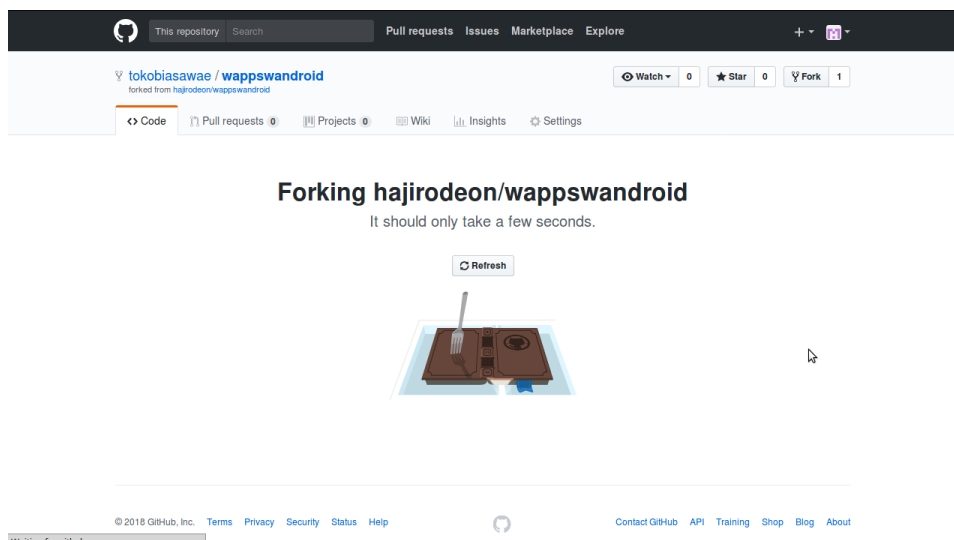 This repository Search Pull requests Issues Marketplace Explore
tokobiasawae / wappswandroid Watch 0 Star 0 Fork 1
forked from hajirodeon/wappswandroid
Code Pull requests 0 Projects 0 Wiki Insights Settings
Forking hajirodeon/wappswandroid
It should only take a few seconds.
Refresh
© 2018 GitHub, Inc. Terms Privacy Security Status Help Contact GitHub API Training Shop Blog About